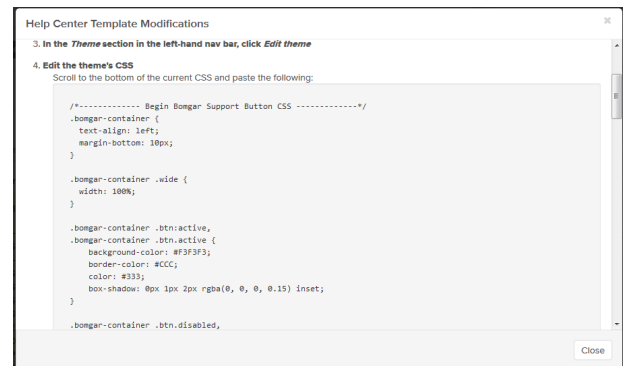 Help Center Template Modifications
×
3. In the Theme section in the left-hand nav bar, click Edit theme
4. Edit the theme's CSS
Scroll to the bottom of the current CSS and paste the following:
/*------------- Begin Bomgar Support Button CSS -------------*/
.bomgar-container {
  text-align: left;
  margin-bottom: 10px;
}
.bomgar-container .wide {
  width: 100%;
}
.bomgar-container .btn:active,
.bomgar-container .btn.active {
    background-color: #F3F3F3;
    border-color: #CCC;
    color: #333;
    box-shadow: 0px 1px 2px rgba(0, 0, 0, 0.15) inset;
}
.bomgar-container .btn.disabled,
Close